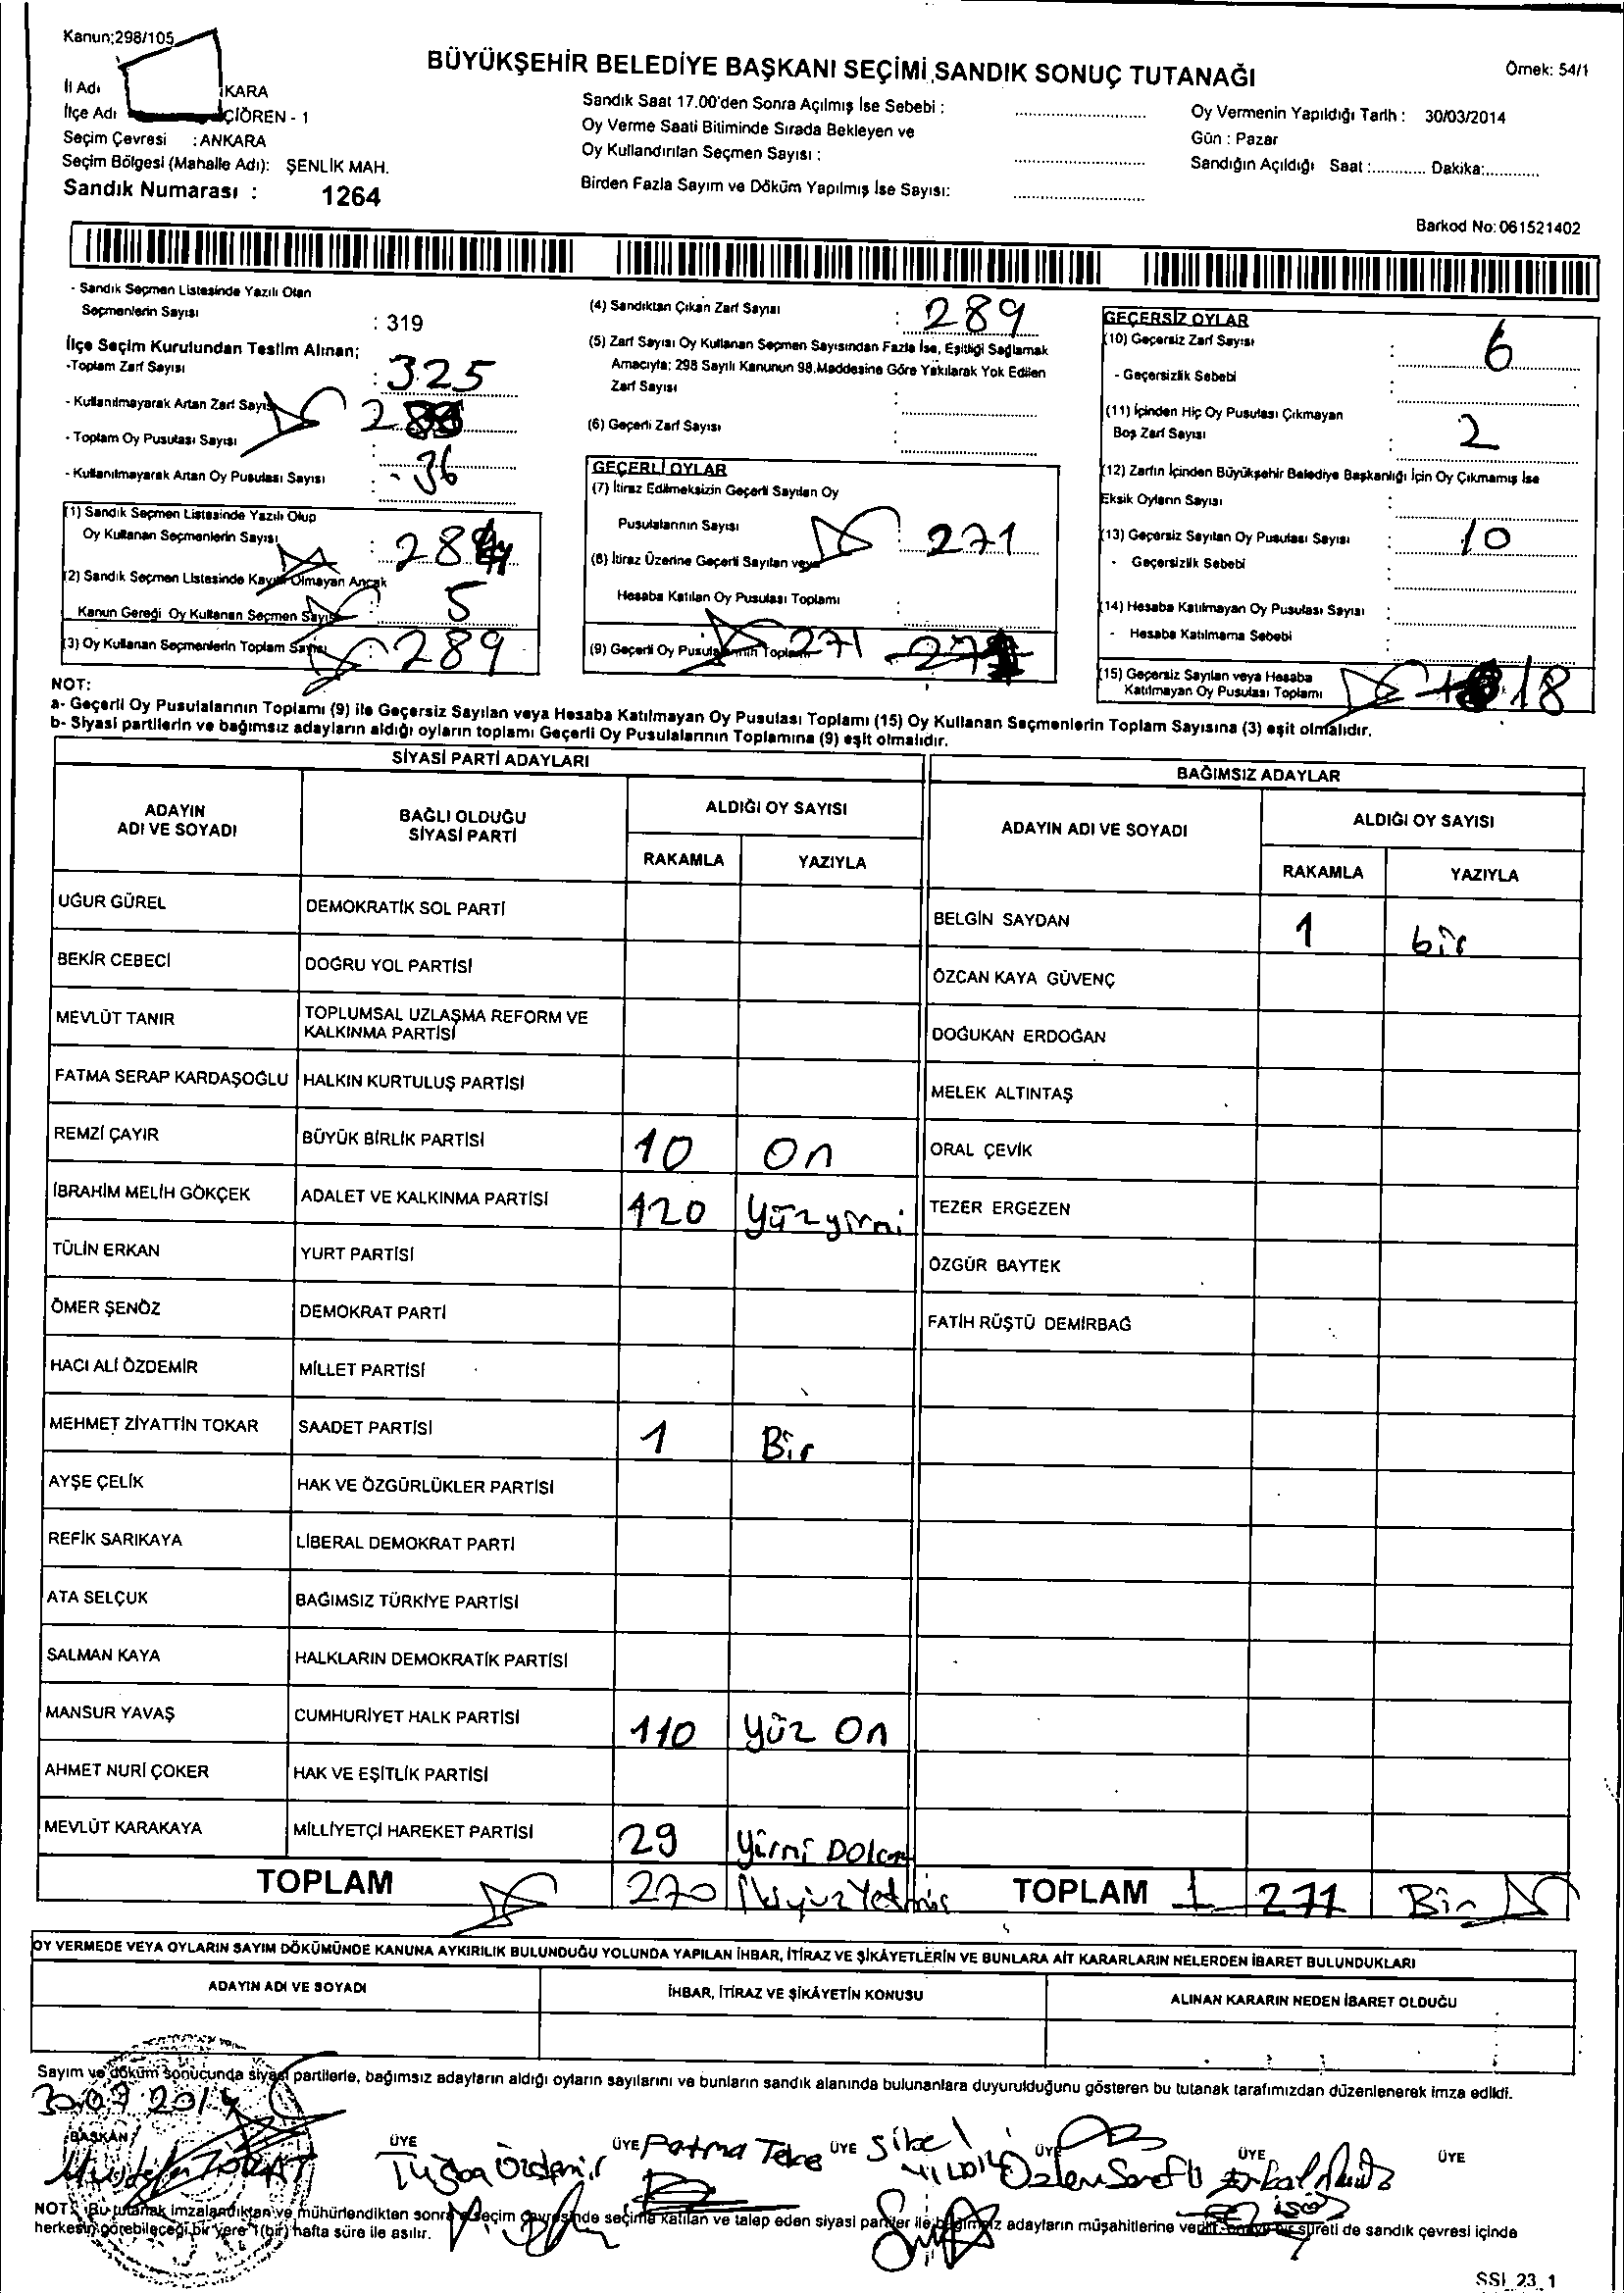 Kanun;298/105
BÜYÜKŞEHİR BELEDİYE BAŞKANI SEÇİMİ SANDIK SONUÇ TUTANAĞI
Örnek: 54/1
İl Adı KARA
İlçe Adı ÇİÖREN - 1
Seçim Çevresi : ANKARA
Seçim Bölgesi (Mahalle Adı): ŞENLİK MAH.
Sandık Numarası : 1264
Sandık Saat 17.00'den Sonra Açılmış İse Sebebi :
Oy Verme Saati Bitiminde Sırada Bekleyen ve
Oy Kullandırılan Seçmen Sayısı :
Birden Fazla Sayım ve Döküm Yapılmış İse Sayısı:
Oy Vermenin Yapıldığı Tarih : 30/03/2014
Gün : Pazar
Sandığın Açıldığı Saat :............ Dakika:............
Barkod No: 061521402
- Sandık Seçmen Listesinde Yazılı Olan
Seçmenlerin Sayısı : 319
İlçe Seçim Kurulundan Teslim Alınan;
-Toplam Zarf Sayısı : 325
- Kullanılmayarak Artan Zarf Sayısı
- Toplam Oy Pusulası Sayısı :
- Kullanılmayarak Artan Oy Pusulası Sayısı : - 36
(1) Sandık Seçmen Listesinde Yazılı Olup
Oy Kullanan Seçmenlerin Sayısı : 284
(2) Sandık Seçmen Listesinde Kayıtlı Olmayan Ancak
Kanun Gereği Oy Kullanan Seçmen Sayısı 5
(3) Oy Kullanan Seçmenlerin Toplam Sayısı : 289
(4) Sandıktan Çıkan Zarf Sayısı : 289
(5) Zarf Sayısı Oy Kullanan Seçmen Sayısından Fazla İse, Eşitliği Sağlamak
Amacıyla; 298 Sayılı Kanunun 98.Maddesine Göre Yakılarak Yok Edilen
Zarf Sayısı :
(6) Geçerli Zarf Sayısı :
GEÇERLİ OYLAR
(7) İtiraz Edilmeksizin Geçerli Sayılan Oy
Pusulalarının Sayısı : 271
(8) İtiraz Üzerine Geçerli Sayılan veya
Hesaba Katılan Oy Pusulası Toplamı :
(9) Geçerli Oy Pusulalarının Toplamı 271 271
GEÇERSİZ OYLAR
(10) Geçersiz Zarf Sayısı : 6
- Geçersizlik Sebebi :
(11) İçinden Hiç Oy Pusulası Çıkmayan
Boş Zarf Sayısı : 2
(12) Zarfın İçinden Büyükşehir Belediye Başkanlığı İçin Oy Çıkmamış İse
Eksik Oyların Sayısı :
(13) Geçersiz Sayılan Oy Pusulası Sayısı : 10
- Geçersizlik Sebebi :
(14) Hesaba Katılmayan Oy Pusulası Sayısı :
- Hesaba Katılmama Sebebi :
(15) Geçersiz Sayılan veya Hesaba
Katılmayan Oy Pusulası Toplamı 18
NOT:
a- Geçerli Oy Pusulalarının Toplamı (9) ile Geçersiz Sayılan veya Hesaba Katılmayan Oy Pusulası Toplamı (15) Oy Kullanan Seçmenlerin Toplam Sayısına (3) eşit olmalıdır.
b- Siyasi partilerin ve bağımsız adayların aldığı oyların toplamı Geçerli Oy Pusulalarının Toplamına (9) eşit olmalıdır.
SİYASİ PARTİ ADAYLARI
ADAYIN ADI VE SOYADI
BAĞLI OLDUĞU SİYASİ PARTİ
ALDIĞI OY SAYISI
RAKAMLA YAZIYLA
UĞUR GÜREL DEMOKRATİK SOL PARTİ
BEKİR CEBECİ DOĞRU YOL PARTİSİ
MEVLÜT TANIR TOPLUMSAL UZLAŞMA REFORM VE KALKINMA PARTİSİ
FATMA SERAP KARDAŞOĞLU HALKIN KURTULUŞ PARTİSİ
REMZİ ÇAYIR BÜYÜK BİRLİK PARTİSİ 10 On
İBRAHİM MELİH GÖKÇEK ADALET VE KALKINMA PARTİSİ 120 Yüzyirmi
TÜLİN ERKAN YURT PARTİSİ
ÖMER ŞENÖZ DEMOKRAT PARTİ
HACI ALİ ÖZDEMİR MİLLET PARTİSİ
MEHMET ZİYATTİN TOKAR SAADET PARTİSİ 1 Bir
AYŞE ÇELİK HAK VE ÖZGÜRLÜKLER PARTİSİ
REFİK SARIKAYA LİBERAL DEMOKRAT PARTİ
ATA SELÇUK BAĞIMSIZ TÜRKİYE PARTİSİ
SALMAN KAYA HALKLARIN DEMOKRATİK PARTİSİ
MANSUR YAVAŞ CUMHURİYET HALK PARTİSİ 110 Yüz On
AHMET NURİ ÇOKER HAK VE EŞİTLİK PARTİSİ
MEVLÜT KARAKAYA MİLLİYETÇİ HAREKET PARTİSİ 29 Yirmi Dokuz
TOPLAM 270 İkiyüzYetmiş
BAĞIMSIZ ADAYLAR
ADAYIN ADI VE SOYADI
ALDIĞI OY SAYISI
RAKAMLA YAZIYLA
BELGİN SAYDAN 1 bir
ÖZCAN KAYA GÜVENÇ
DOĞUKAN ERDOĞAN
MELEK ALTINTAŞ
ORAL ÇEVİK
TEZER ERGEZEN
ÖZGÜR BAYTEK
FATİH RÜŞTÜ DEMİRBAĞ
TOPLAM 1 271 Bir
OY VERMEDE VEYA OYLARIN SAYIM DÖKÜMÜNDE KANUNA AYKIRILIK BULUNDUĞU YOLUNDA YAPILAN İHBAR, İTİRAZ VE ŞİKÂYETLERİN VE BUNLARA AİT KARARLARIN NELERDEN İBARET BULUNDUKLARI
ADAYIN ADI VE SOYADI İHBAR, İTİRAZ VE ŞİKÂYETİN KONUSU ALINAN KARARIN NEDEN İBARET OLDUĞU
Sayım ve döküm sonucunda siyasi partilerle, bağımsız adayların aldığı oyların sayılarını ve bunların sandık alanında bulunanlara duyurulduğunu gösteren bu tutanak tarafımızdan düzenlenerek imza edildi.
30.03.2014
BAŞKAN ÜYE ÜYE ÜYE ÜYE ÜYE ÜYE
Tuğba Özdemir Fatma Teke Sibel
NOT: Bu tutanak imzalandıktan ve mühürlendikten sonra seçim çevresinde seçime katılan ve talep eden siyasi partiler ile bağımsız adayların müşahitlerine verilir. Onaylı bir sureti de sandık çevresi içinde
herkesin görebileceği bir yere 1 (bir) hafta süre ile asılır.
SSI_23_1